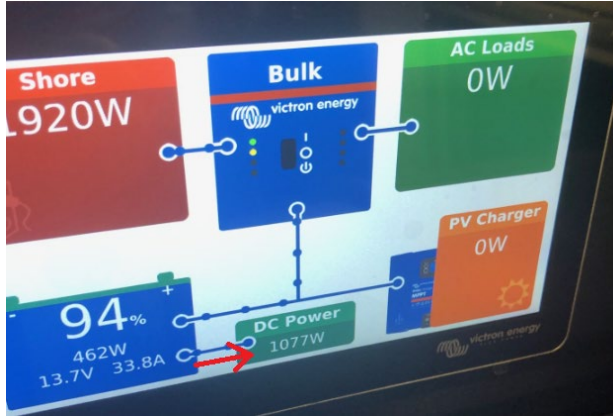 Shore
1920W
Bulk
victron energy
AC Loads
0W
PV Charger
0W
94%
462W
13.7V 33.8A
DC Power
1077W
victron energy